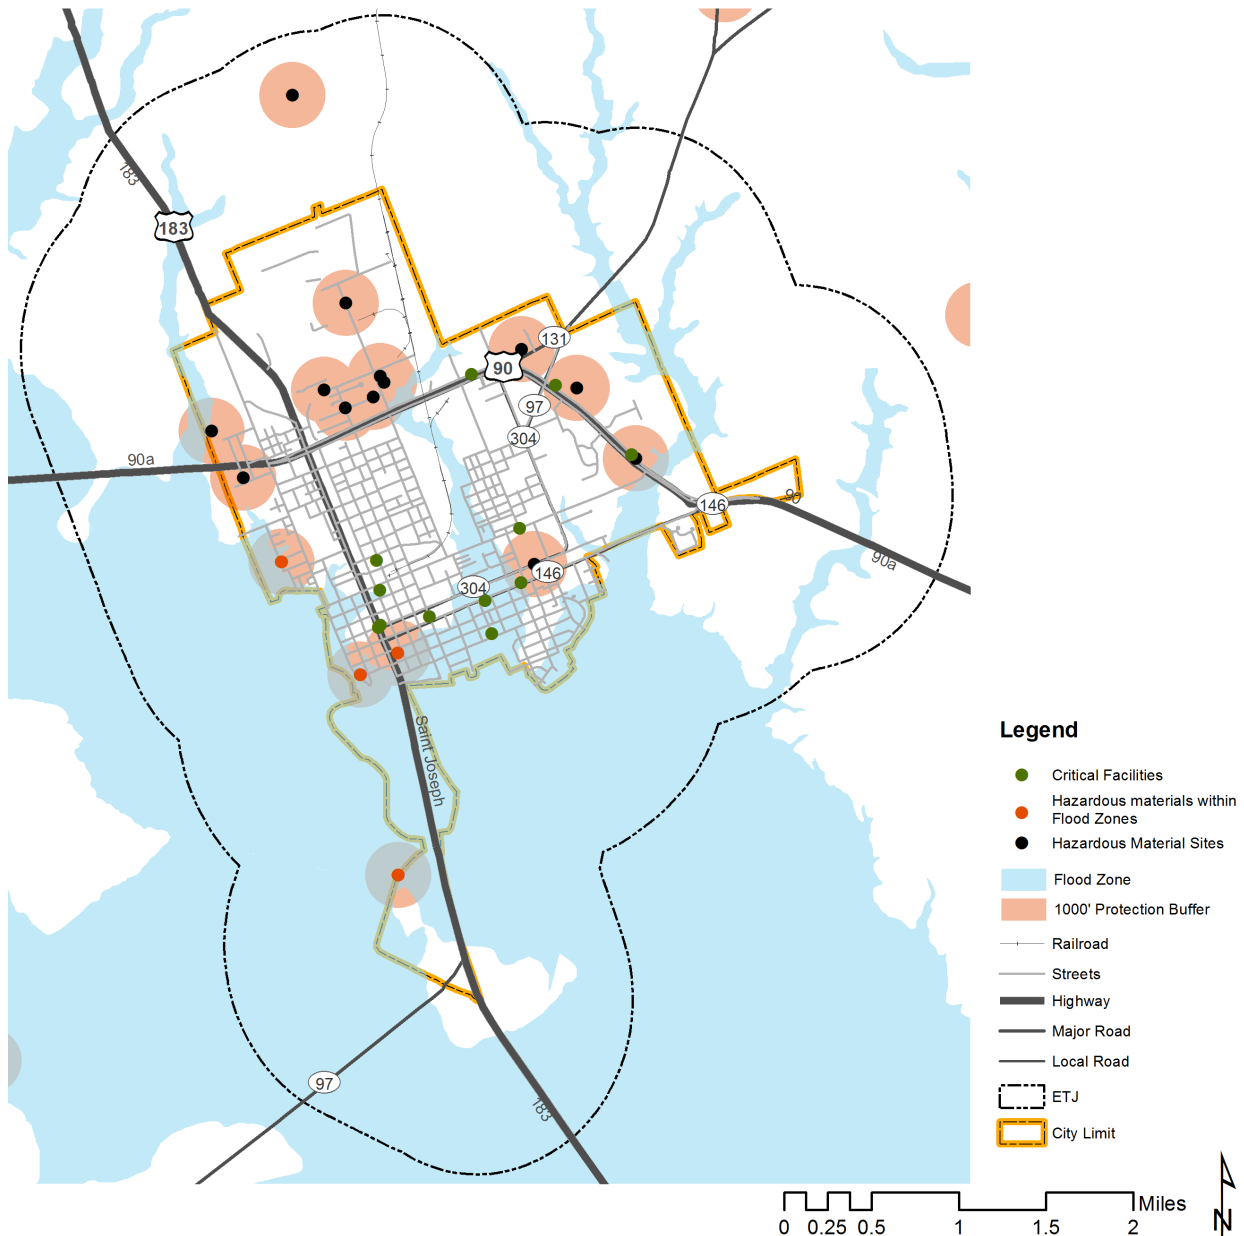 183
183
131
90
97
304
90a
146
90
90a
146
304
Saint Joseph
97
183
Legend
Critical Facilities
Hazardous materials within
Flood Zones
Hazardous Material Sites
Flood Zone
1000' Protection Buffer
Railroad
Streets
Highway
Major Road
Local Road
ETJ
City Limit
0 0.25 0.5 1 1.5 2 Miles
N